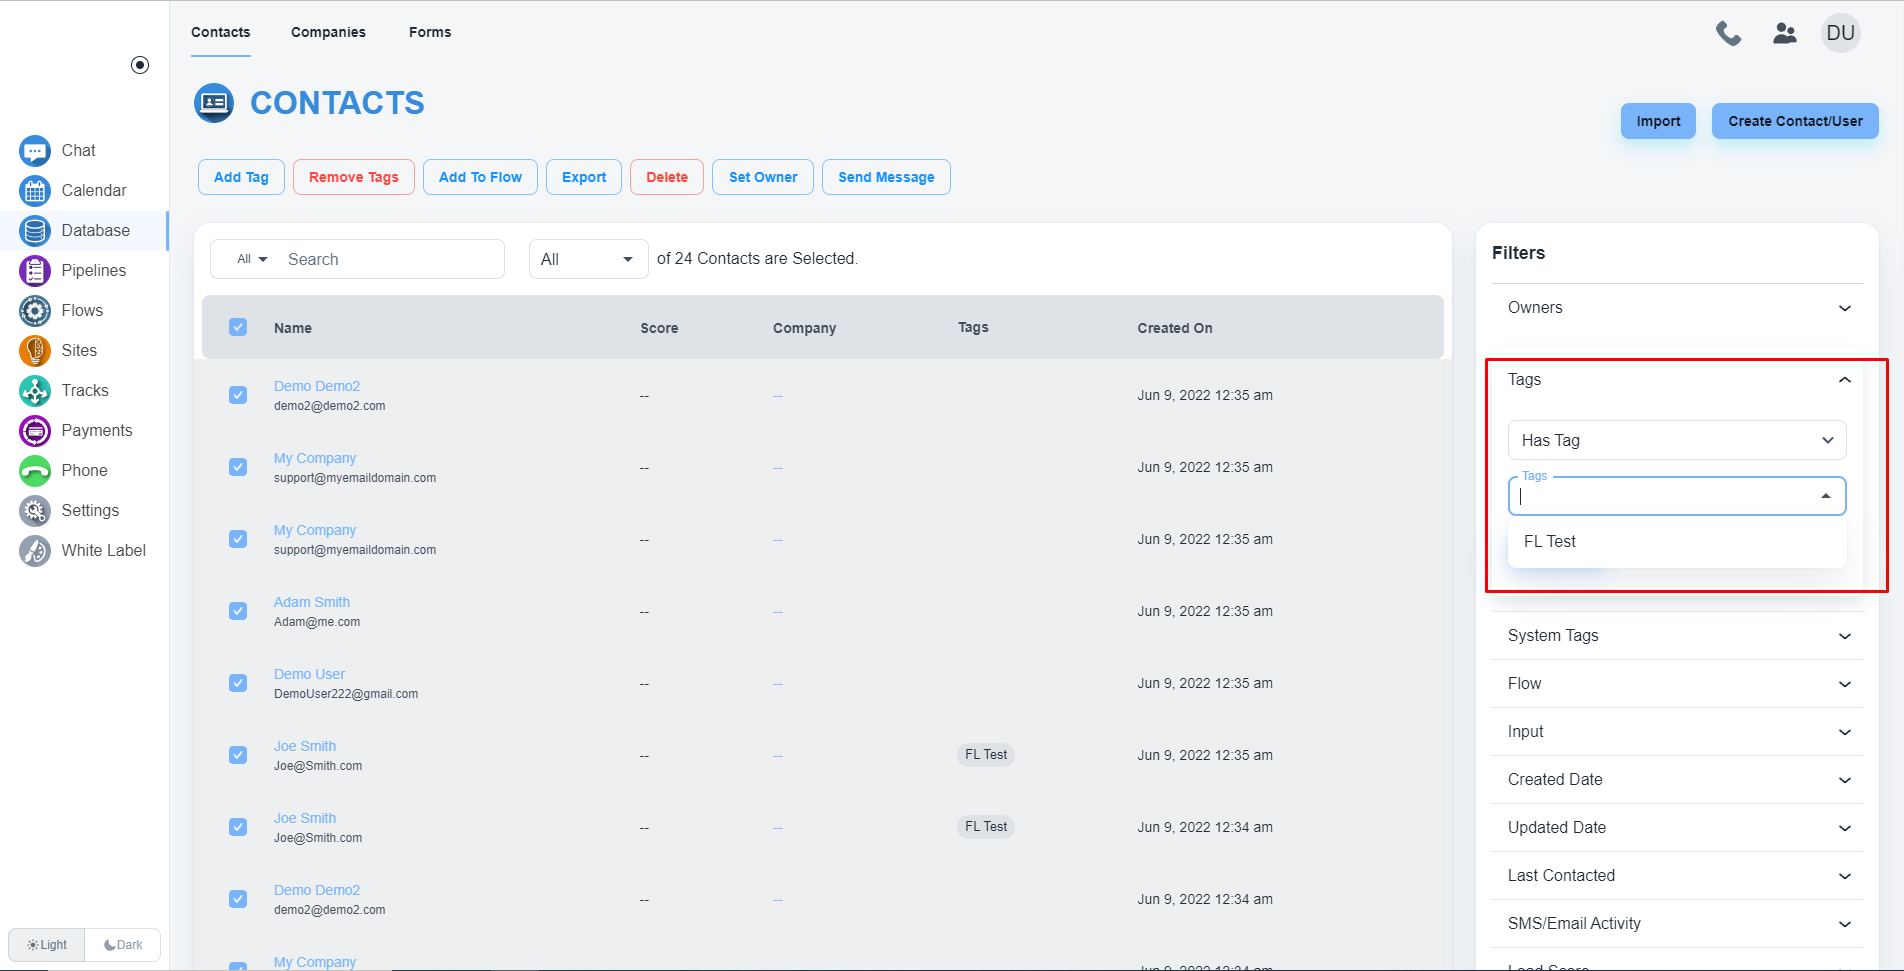 Contacts Companies Forms
DU
CONTACTS
Import Create Contact/User
Chat
Calendar
Database
Pipelines
Flows
Sites
Tracks
Payments
Phone
Settings
White Label
Light Dark
Add Tag Remove Tags Add To Flow Export Delete Set Owner Send Message
All Search All of 24 Contacts are Selected.
Name Score Company Tags Created On
Demo Demo2
demo2@demo2.com
-- -- Jun 9, 2022 12:35 am
My Company
support@myemaildomain.com
-- -- Jun 9, 2022 12:35 am
My Company
support@myemaildomain.com
-- -- Jun 9, 2022 12:35 am
Adam Smith
Adam@me.com
-- -- Jun 9, 2022 12:35 am
Demo User
DemoUser222@gmail.com
-- -- Jun 9, 2022 12:35 am
Joe Smith
Joe@Smith.com
-- -- FL Test Jun 9, 2022 12:35 am
Joe Smith
Joe@Smith.com
-- -- FL Test Jun 9, 2022 12:34 am
Demo Demo2
demo2@demo2.com
-- -- Jun 9, 2022 12:34 am
My Company
-- -- Jun 9, 2022 12:34 am
Filters
Owners
Tags
Has Tag
Tags
FL Test
System Tags
Flow
Input
Created Date
Updated Date
Last Contacted
SMS/Email Activity
Lead Score